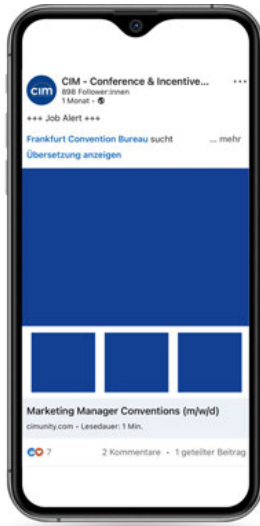 cim
CIM - Conference & Incentive... ...
898 Follower:innen
1 Monat •
+++ Job Alert +++
Frankfurt Convention Bureau sucht ... mehr
Übersetzung anzeigen
Marketing Manager Conventions (m/w/d)
cimunity.com • Lesedauer: 1 Min.
7 2 Kommentare • 1 geteilter Beitrag